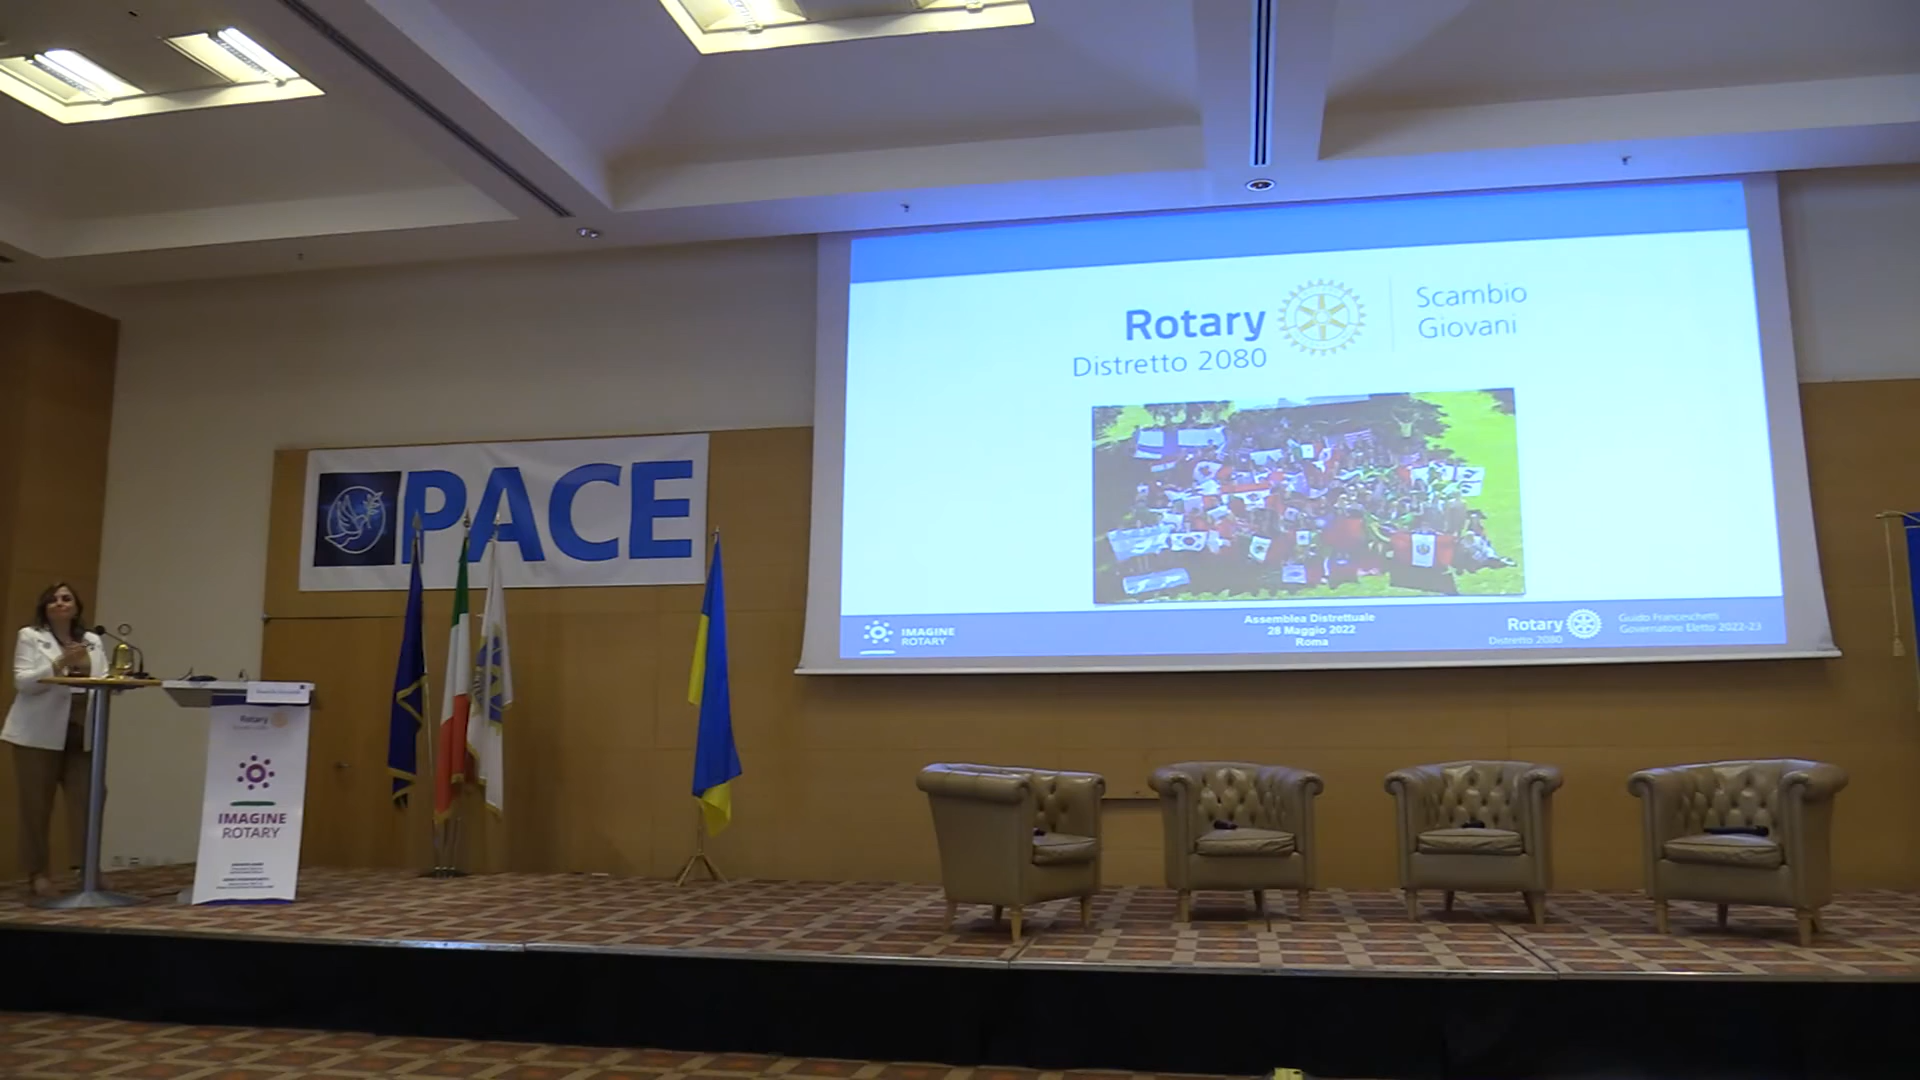 Rotary
Distretto 2080
Scambio
Giovani
PACE
IMAGINE
ROTARY
Assemblea Distrettuale
28 Maggio 2022
Roma
Rotary
Distretto 2080
Guido Franceschetti
Governatore Eletto 2022-23
Rotary
IMAGINE
ROTARY